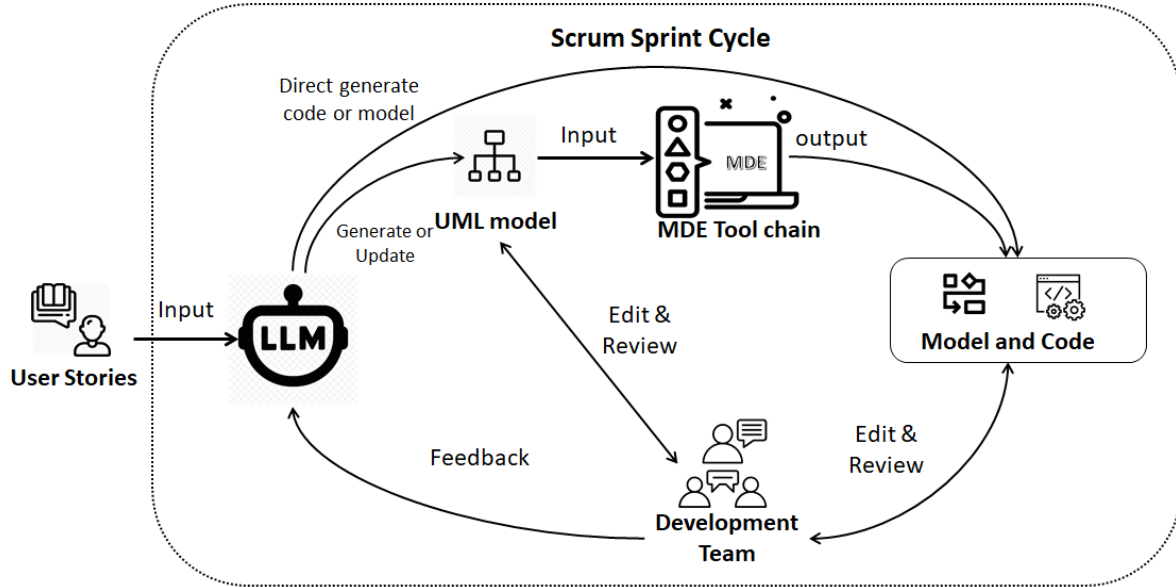 Scrum Sprint Cycle
Direct generate
code or model
Input
MDE
output
UML model
MDE Tool chain
Generate or
Update
Input
LLM
User Stories
Edit &
Review
</>
Model and Code
Feedback
Edit &
Review
Development
Team